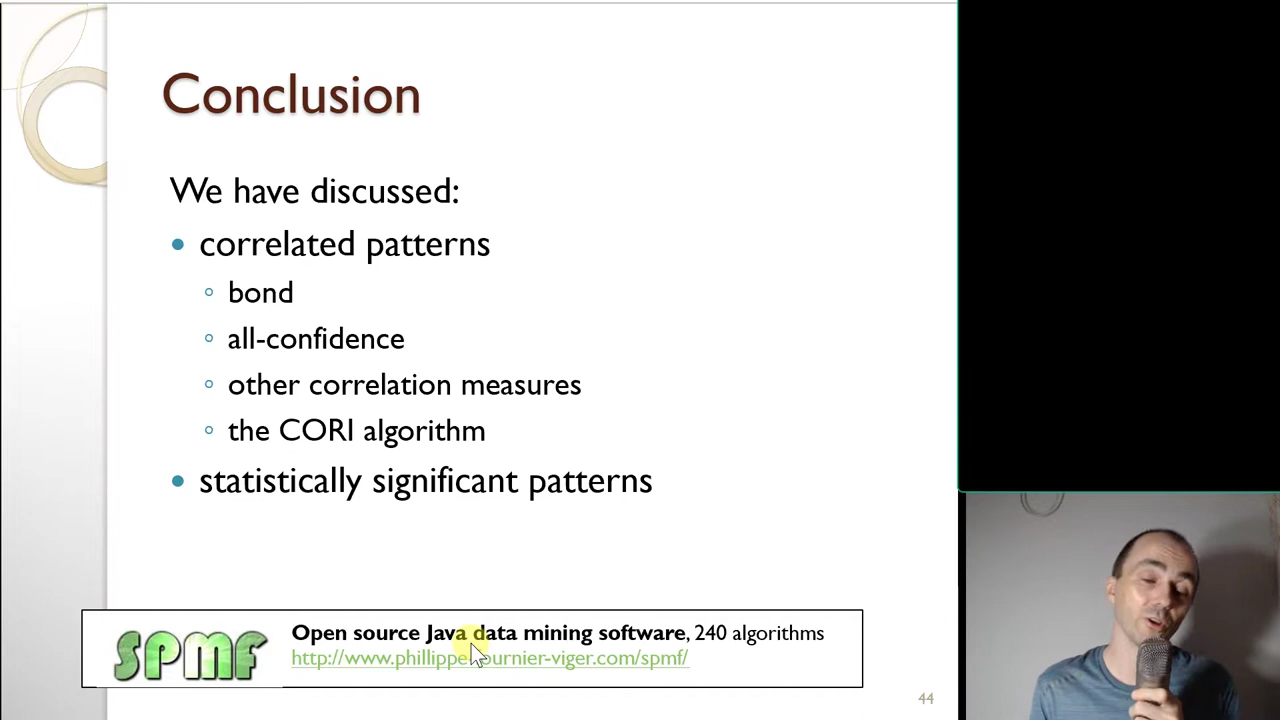 Conclusion
We have discussed:
correlated patterns
bond
all-confidence
other correlation measures
the CORI algorithm
statistically significant patterns
SPMF
Open source Java data mining software, 240 algorithms
http://www.phillippe-fournier-viger.com/spmf/
44